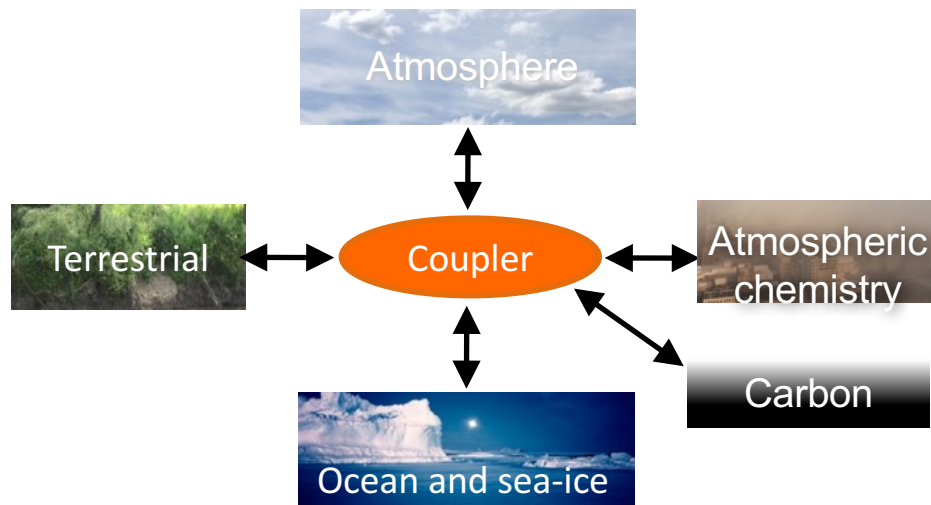 Atmosphere
Terrestrial
Coupler
Atmospheric
chemistry
Carbon
Ocean and sea-ice